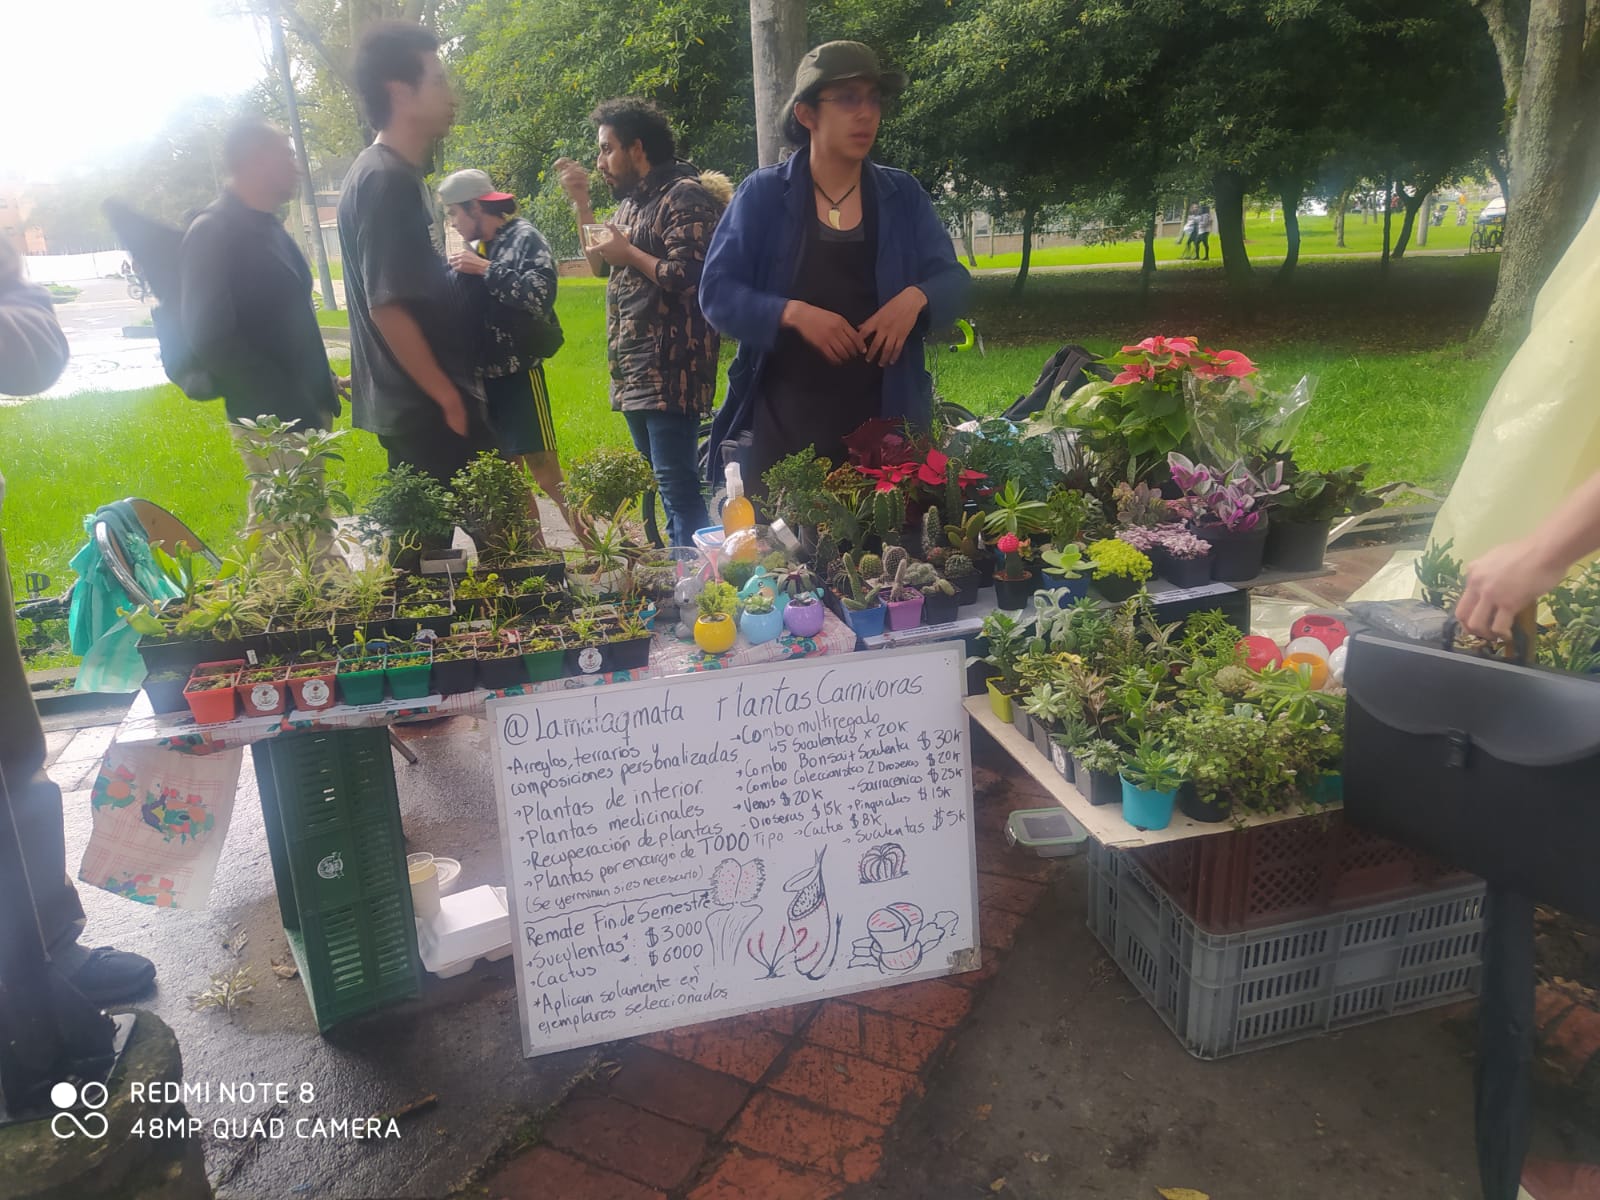 @Lamatagmata
Plantas Carnivoras
→Arreglos, terrarios y
composiciones personalizadas
→Plantas de interior
→Plantas medicinales
→Recuperación de plantas
→Plantas por encargo de TODO Tipo
(Se germinan si es necesario)
→Combo multiregalo
45 Suculentas x 20k
→Combo Bonsai + Suculenta $30k
→Combo Coleccionista 2 Droseras $20k
→Venus $20k →Sarracenias $25k
→Droseras $15k →Pinguiculas $15k
→Cactus $8k
→Suculentas $5k
Remate Fin de Semestre
→Suculentas* : $3000
→Cactus * : $6000
*Aplican solamente en
ejemplares seleccionados
REDMI NOTE 8
48MP QUAD CAMERA